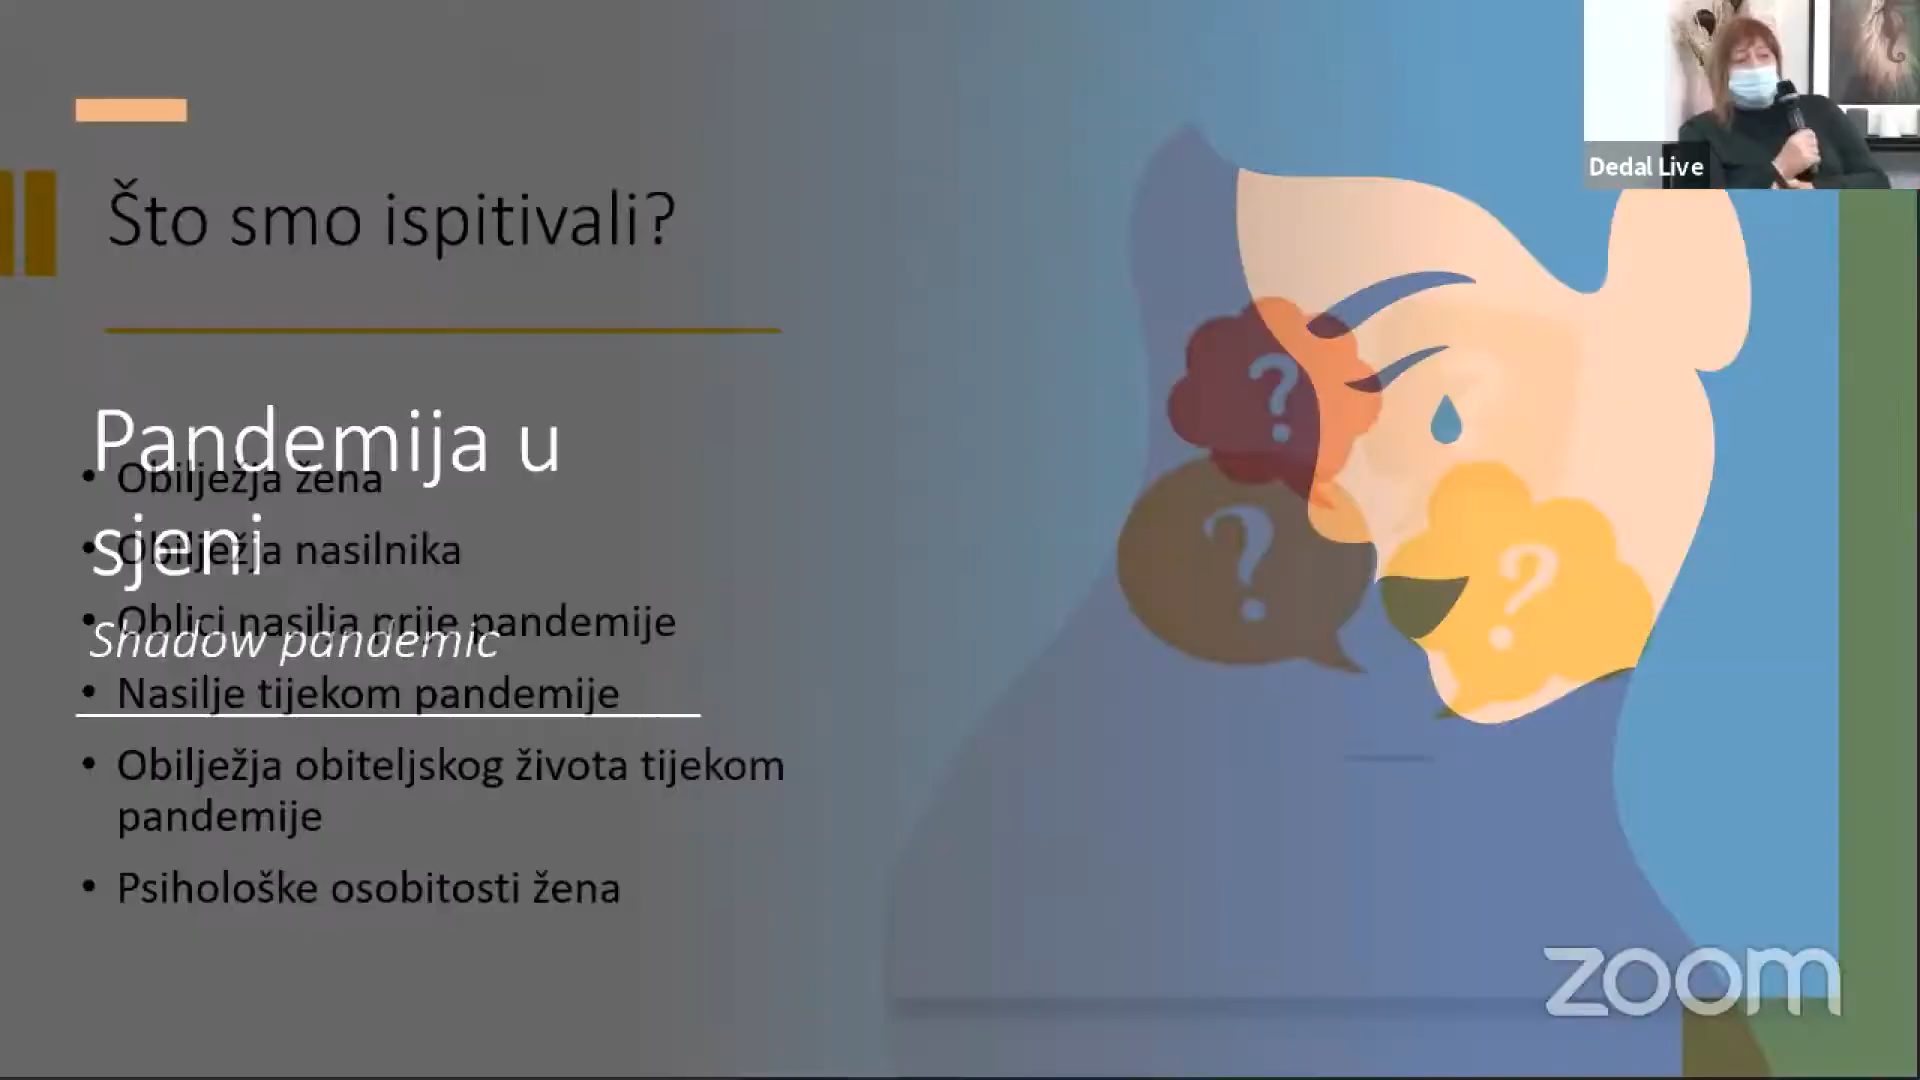 Dedal Live
Što smo ispitivali?
Pandemija u
sjeni
Shadow pandemic
• Obilježja žena
• Obilježja nasilnika
• Oblici nasilja prije pandemije
• Nasilje tijekom pandemije
• Obilježja obiteljskog života tijekom
pandemije
• Psihološke osobitosti žena
?
?
?
zoom